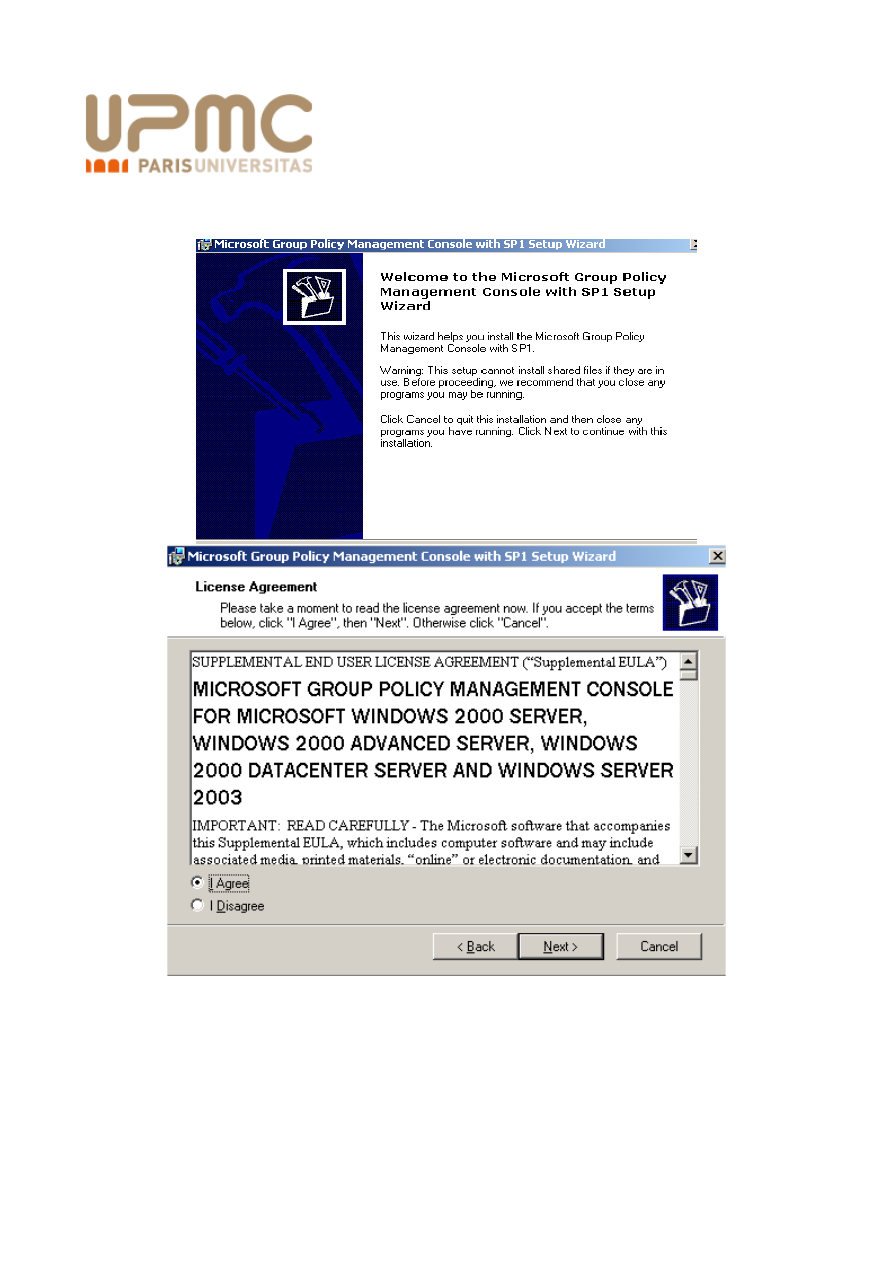 UPMC
PARISUNIVERSITAS
Microsoft Group Policy Management Console with SP1 Setup Wizard
Welcome to the Microsoft Group Policy
Management Console with SP1 Setup
Wizard
This wizard helps you install the Microsoft Group Policy
Management Console with SP1.
Warning: This setup cannot install shared files if they are in
use. Before proceeding, we recommend that you close any
programs you may be running.
Click Cancel to quit this installation and then close any
programs you have running. Click Next to continue with this
installation.
Microsoft Group Policy Management Console with SP1 Setup Wizard
License Agreement
Please take a moment to read the license agreement now. If you accept the terms
below, click "I Agree", then "Next". Otherwise click "Cancel".
SUPPLEMENTAL END USER LICENSE AGREEMENT (“Supplemental EULA”)
MICROSOFT GROUP POLICY MANAGEMENT CONSOLE
FOR MICROSOFT WINDOWS 2000 SERVER,
WINDOWS 2000 ADVANCED SERVER, WINDOWS
2000 DATACENTER SERVER AND WINDOWS SERVER
2003
IMPORTANT: READ CAREFULLY - The Microsoft software that accompanies
this Supplemental EULA, which includes computer software and may include
associated media, printed materials, “online” or electronic documentation, and
I Agree
I Disagree
< Back
Next >
Cancel